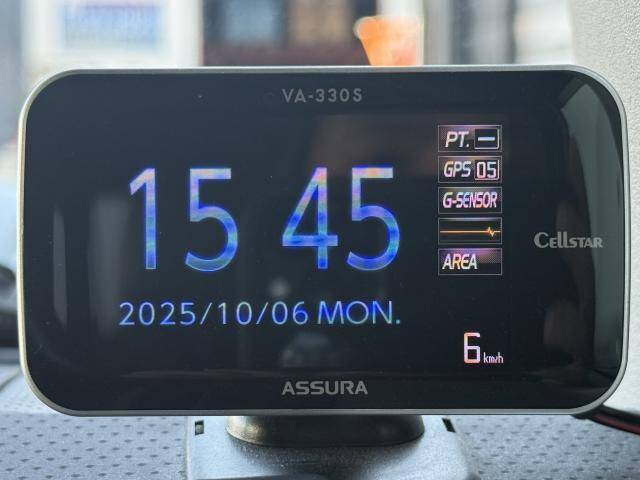 VA-330S
PT. –
GPS 05
G-SENSOR
AREA
15 45
CELLSTAR
2025/10/06 MON.
6 km/h
ASSURA